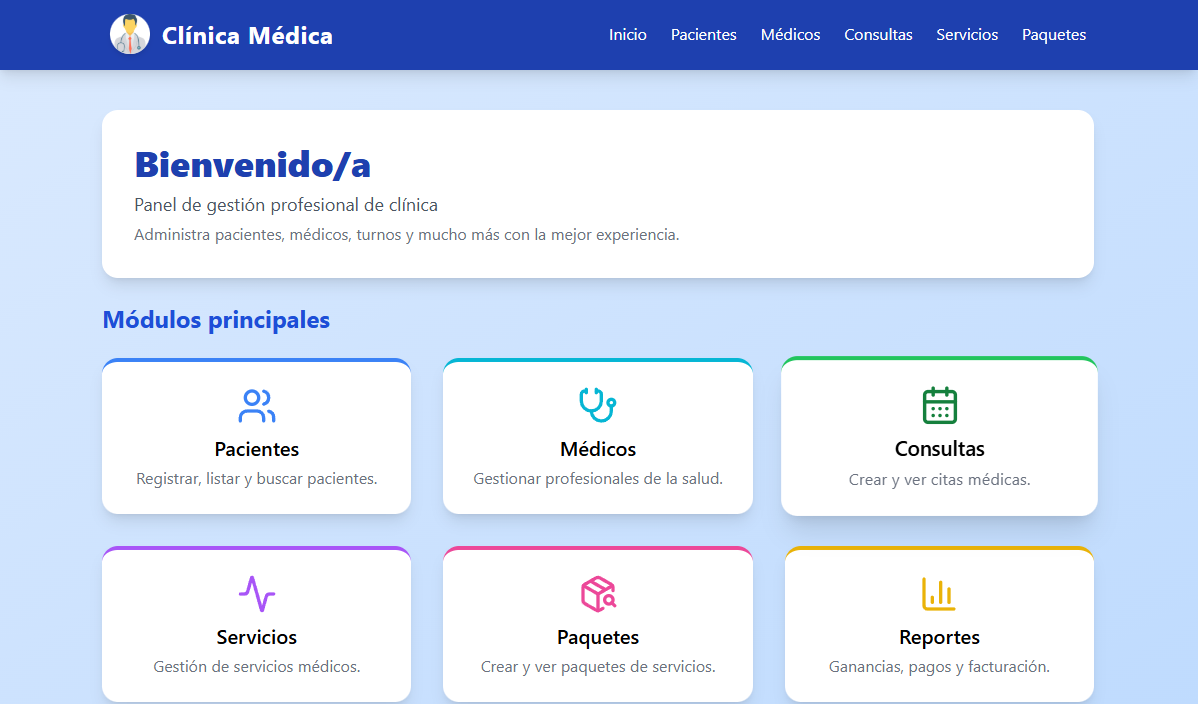 Clínica Médica
Inicio Pacientes Médicos Consultas Servicios Paquetes
Bienvenido/a
Panel de gestión profesional de clínica
Administra pacientes, médicos, turnos y mucho más con la mejor experiencia.
Módulos principales
Pacientes
Registrar, listar y buscar pacientes.
Médicos
Gestionar profesionales de la salud.
Consultas
Crear y ver citas médicas.
Servicios
Gestión de servicios médicos.
Paquetes
Crear y ver paquetes de servicios.
Reportes
Ganancias, pagos y facturación.